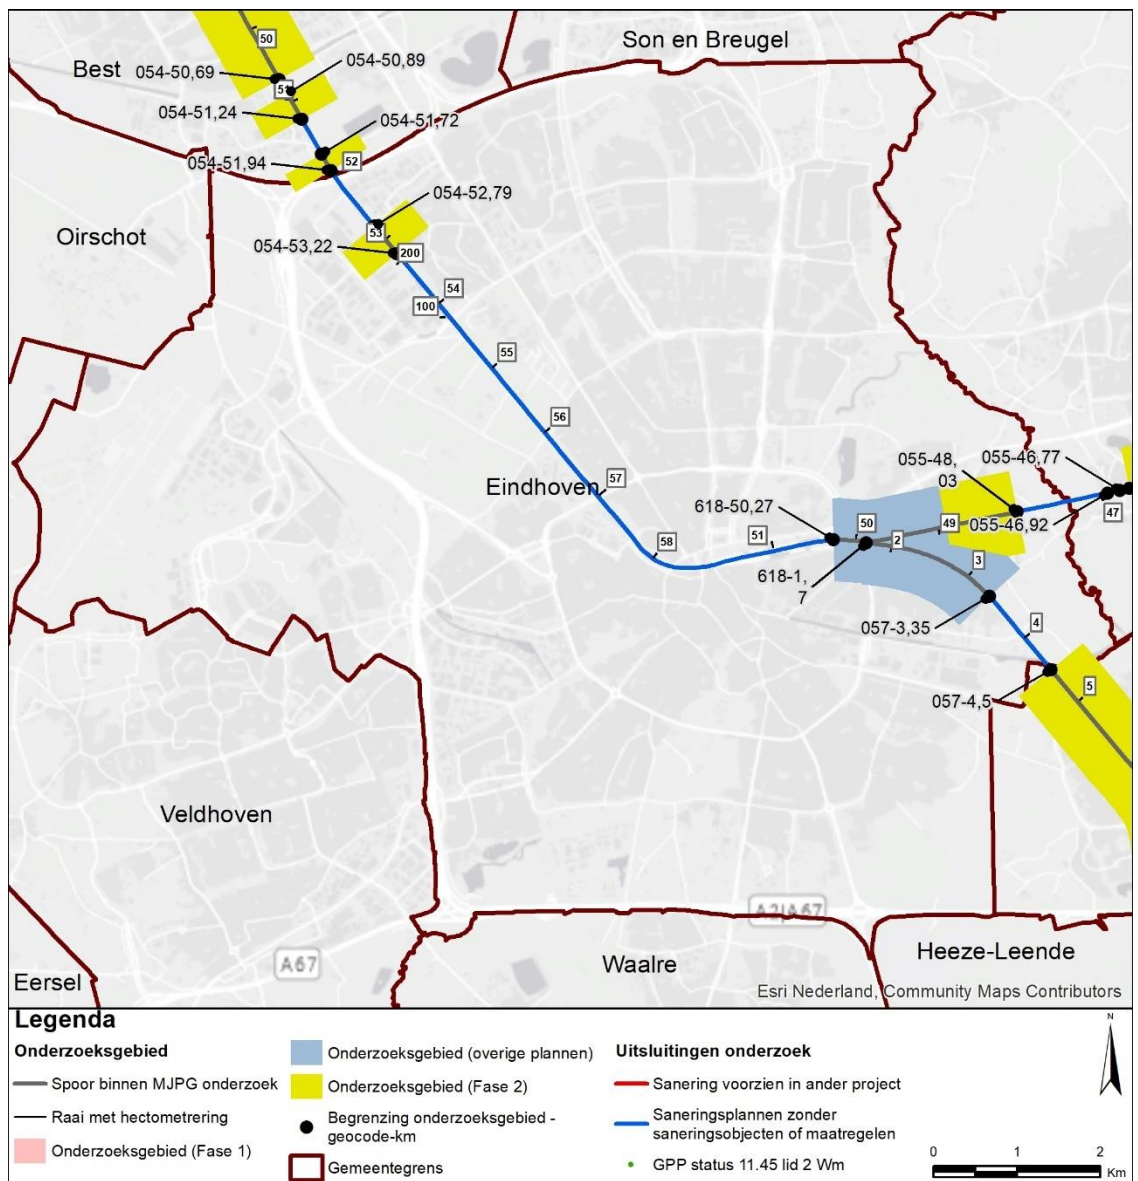 Son en Breugel
50
Best
054-50,69
054-50,89
51
054-51,24
054-51,72
054-51,94
52
054-52,79
Oirschot
53
054-53,22
200
54
100
55
56
Eindhoven
57
58
51
618-50,27
50
2
49
055-48,
03
055-46,77
055-46,92
47
618-1,
7
3
057-3,35
4
057-4,5
5
Veldhoven
A2|A67
A67
Waalre
Heeze-Leende
Eersel
Esri Nederland, Community Maps Contributors
Legenda
Onderzoeksgebied
Spoor binnen MJPG onderzoek
Raai met hectometrering
Onderzoeksgebied (Fase 1)
Onderzoeksgebied (overige plannen)
Onderzoeksgebied (Fase 2)
Begrenzing onderzoeksgebied -
geocode-km
Gemeentegrens
Uitsluitingen onderzoek
Sanering voorzien in ander project
Saneringsplannen zonder
saneringsobjecten of maatregelen
GPP status 11.45 lid 2 Wm
N
0 1 2
Km